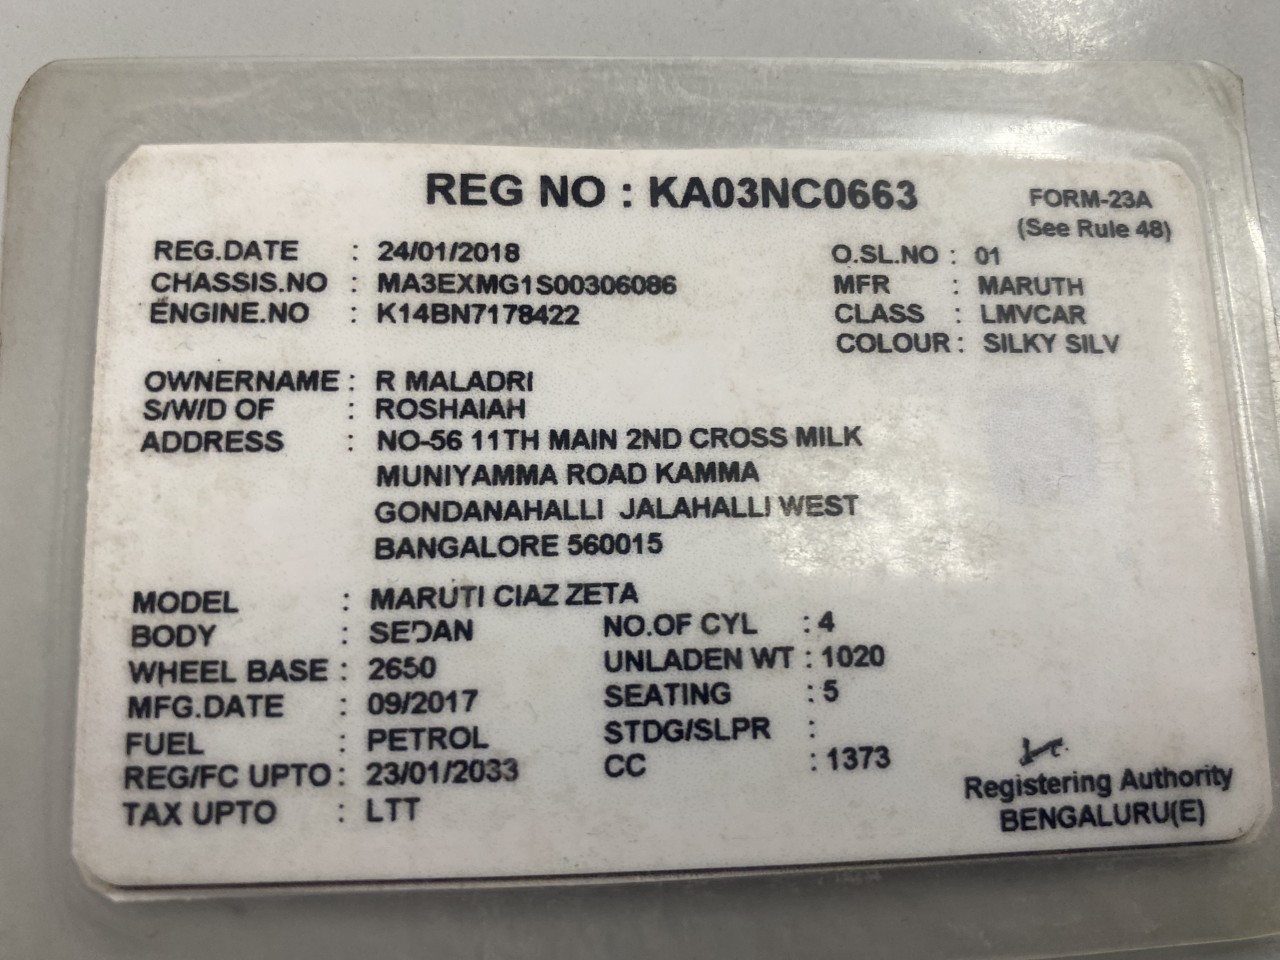 REG NO : KA03NC0663
FORM-23A
(See Rule 48)
REG.DATE : 24/01/2018 O.SL.NO : 01
CHASSIS.NO : MA3EXMG1S00306086 MFR : MARUTH
ENGINE.NO : K14BN7178422 CLASS : LMVCAR
COLOUR : SILKY SILV
OWNERNAME : R MALADRI
S/W/D OF : ROSHAIAH
ADDRESS : NO-56 11TH MAIN 2ND CROSS MILK
MUNIYAMMA ROAD KAMMA
GONDANAHALLI JALAHALLI WEST
BANGALORE 560015
MODEL : MARUTI CIAZ ZETA
BODY : SEDAN NO.OF CYL : 4
WHEEL BASE : 2650 UNLADEN WT : 1020
MFG.DATE : 09/2017 SEATING : 5
FUEL : PETROL STDG/SLPR :
REG/FC UPTO : 23/01/2033 CC : 1373
TAX UPTO : LTT
Registering Authority
BENGALURU(E)